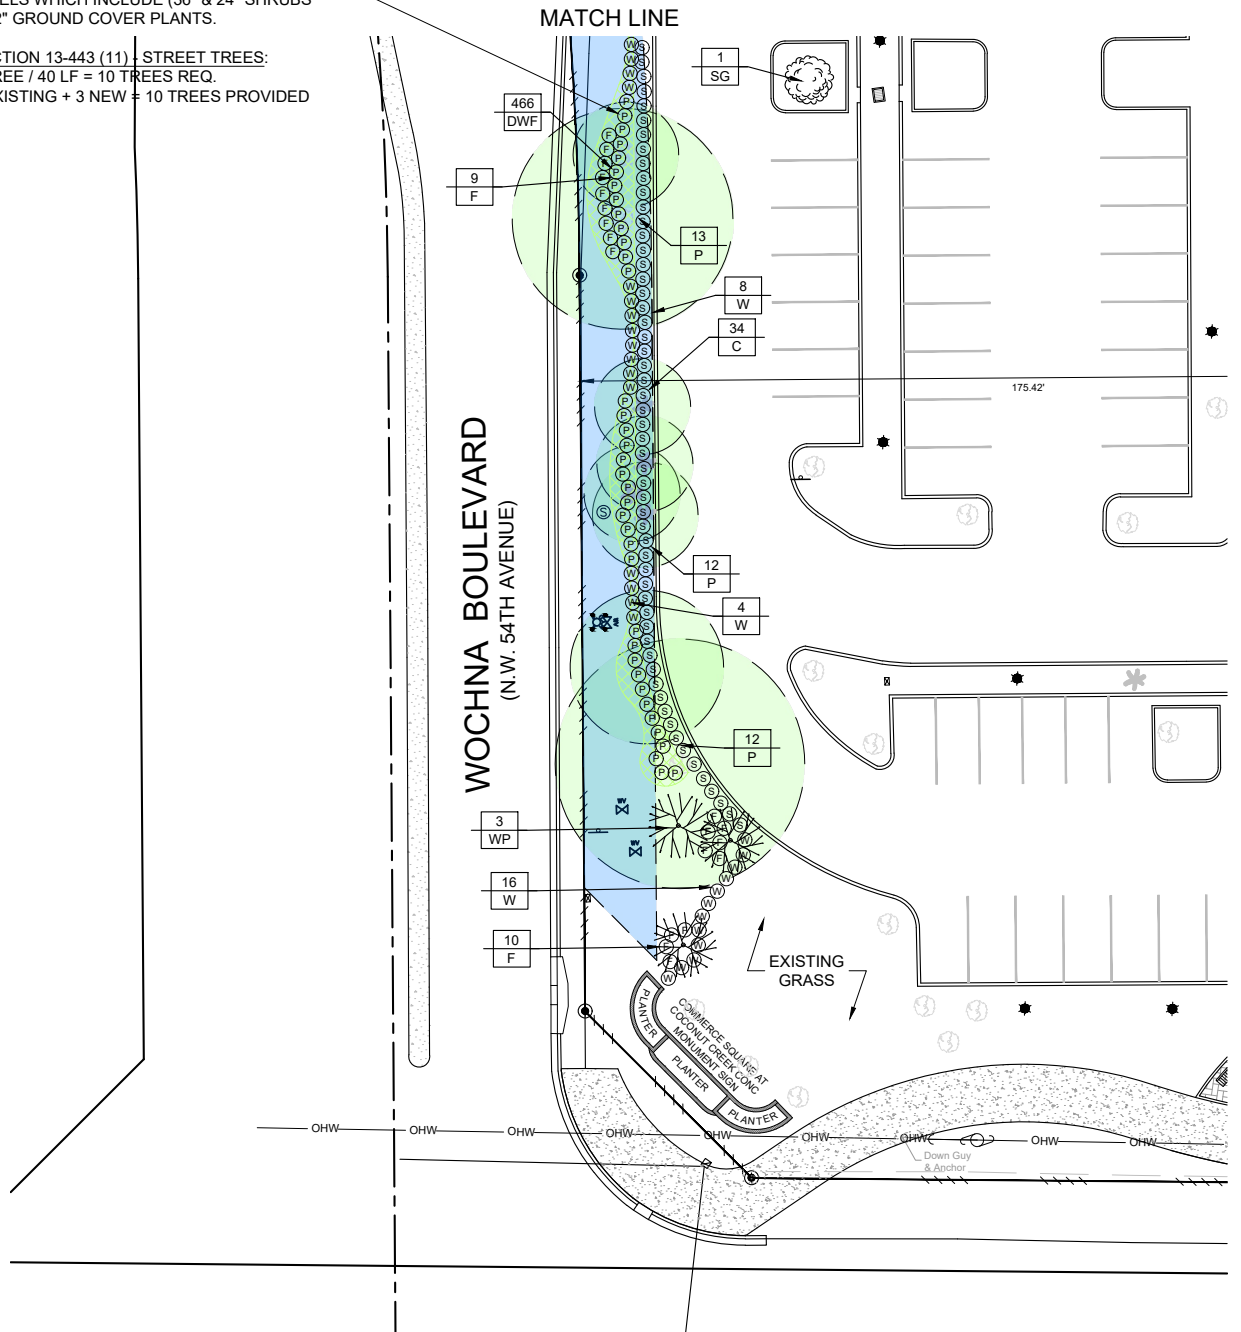 ELS WHICH INCLUDE (36" & 24" SHRUBS
2" GROUND COVER PLANTS.
CTION 13-443 (11) - STREET TREES:
REE / 40 LF = 10 TREES REQ.
XISTING + 3 NEW = 10 TREES PROVIDED
MATCH LINE
1
SG
466
DWF
9
F
13
P
8
W
34
C
175.42'
WOCHNA BOULEVARD
(N.W. 54TH AVENUE)
12
P
4
W
12
P
3
WP
16
W
10
F
EXISTING
GRASS
PLANTER
PLANTER
PLANTER
COMMERCE SQUARE AT
COCONUT CREEK CONC
MONUMENT SIGN
OHW OHW OHW OHW OHW OHW OHW OHW OHW
Down Guy
& Anchor